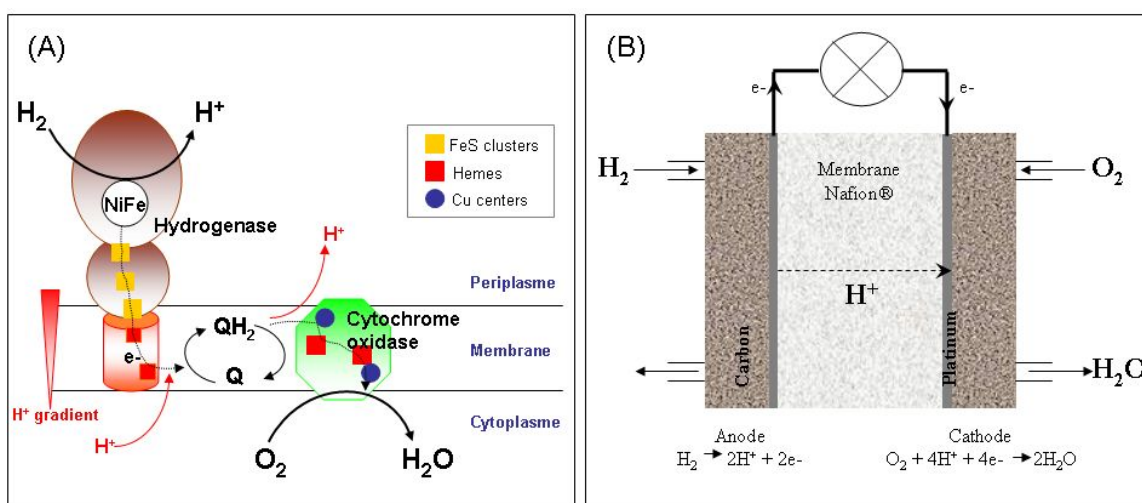 (A)
H₂
H⁺
FeS clusters
Hemes
Cu centers
NiFe
Hydrogenase
H⁺
Periplasme
QH₂
Cytochrome
oxidase
e-
Membrane
Q
H⁺ gradient
H⁺
Cytoplasme
O₂
H₂O
(B)
e-
e-
H₂
Membrane
Nafion®
O₂
H⁺
Carbon
Platinum
H₂O
Anode
H₂ → 2H⁺ + 2e-
Cathode
O₂ + 4H⁺ + 4e- → 2H₂O